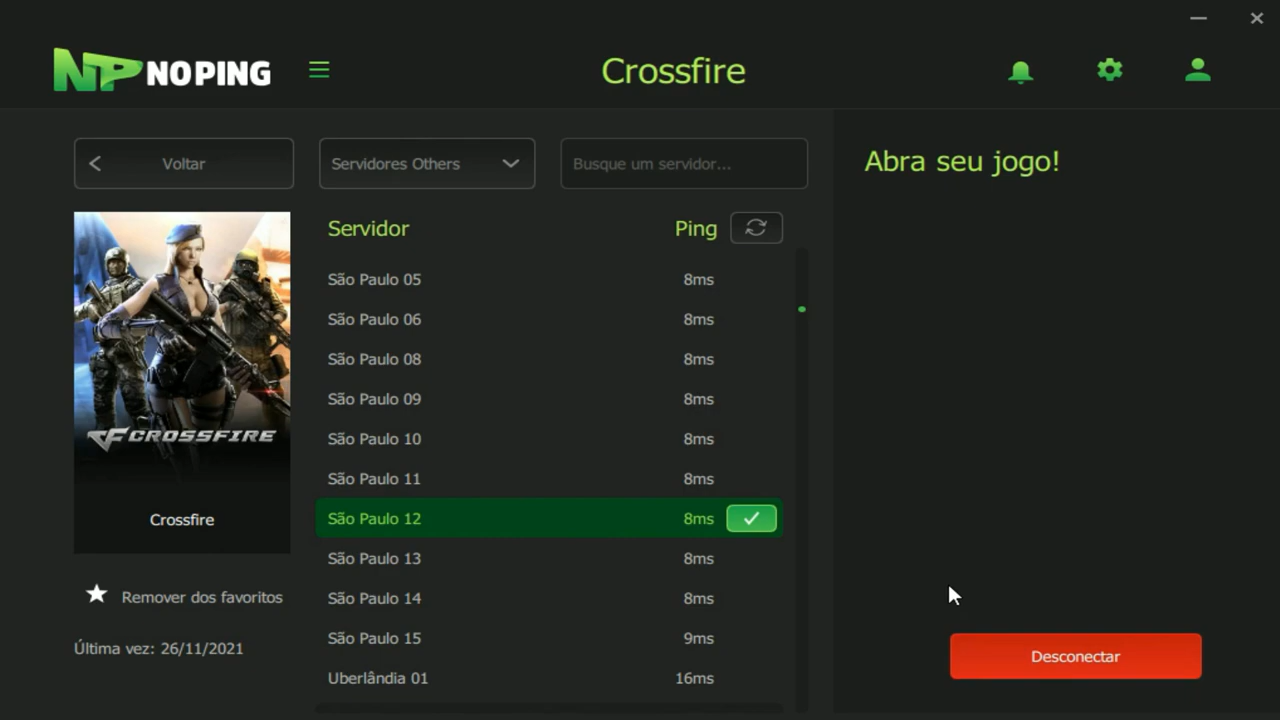 NP NOPING
Crossfire
Voltar
Servidores Others
Busque um servidor...
Abra seu jogo!
Servidor Ping
São Paulo 05 8ms
São Paulo 06 8ms
São Paulo 08 8ms
São Paulo 09 8ms
São Paulo 10 8ms
São Paulo 11 8ms
São Paulo 12 8ms
São Paulo 13 8ms
São Paulo 14 8ms
São Paulo 15 9ms
Uberlândia 01 16ms
CF CROSSFIRE
Crossfire
Remover dos favoritos
Última vez: 26/11/2021
Desconectar